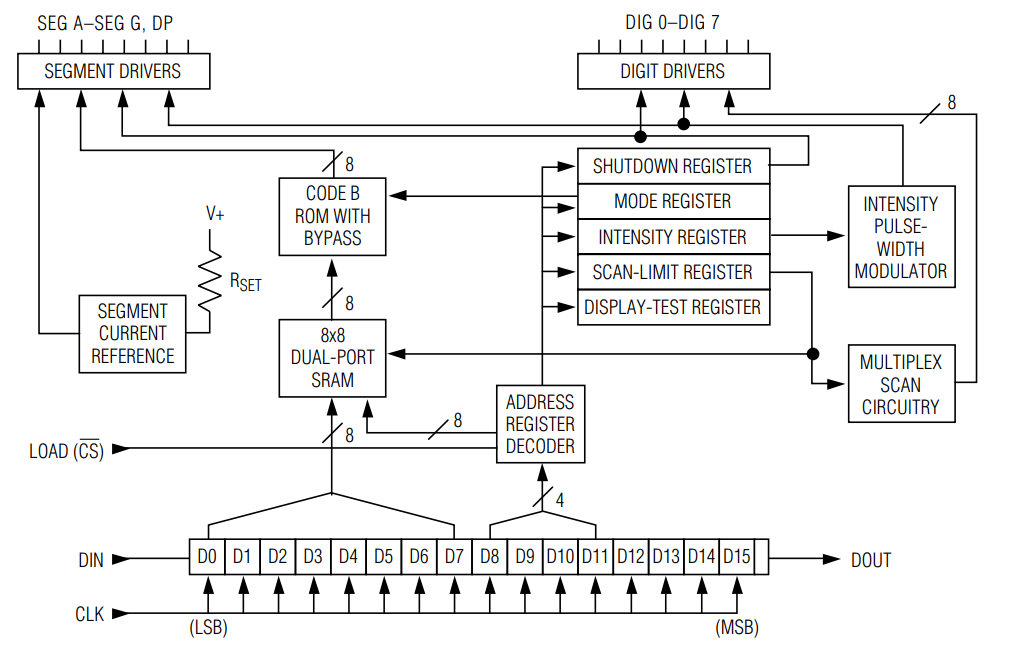 SEG A–SEG G, DP
DIG 0–DIG 7
SEGMENT DRIVERS
DIGIT DRIVERS
8
8
CODE B
ROM WITH
BYPASS
SHUTDOWN REGISTER
MODE REGISTER
INTENSITY REGISTER
SCAN-LIMIT REGISTER
DISPLAY-TEST REGISTER
INTENSITY
PULSE-
WIDTH
MODULATOR
V+
RSET
SEGMENT
CURRENT
REFERENCE
8
8x8
DUAL-PORT
SRAM
MULTIPLEX
SCAN
CIRCUITRY
ADDRESS
REGISTER
DECODER
8
8
LOAD (C̅S̅)
4
DIN
D0 D1 D2 D3 D4 D5 D6 D7 D8 D9 D10 D11 D12 D13 D14 D15
DOUT
CLK
(LSB)
(MSB)